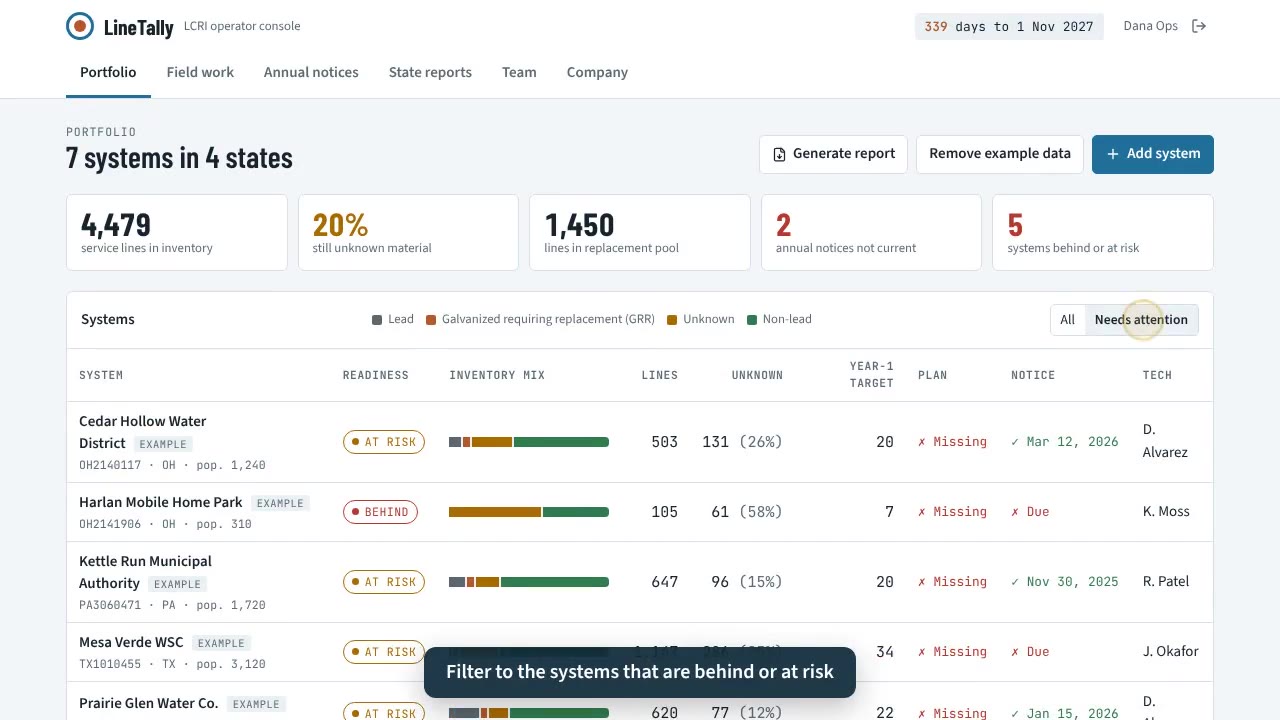 LineTally LCRI operator console
339 days to 1 Nov 2027 Dana Ops
Portfolio Field work Annual notices State reports Team Company
PORTFOLIO
7 systems in 4 states
Generate report Remove example data + Add system
4,479 20% 1,450 2 5
service lines in inventory still unknown material lines in replacement pool annual notices not current systems behind or at risk
Systems Lead Galvanized requiring replacement (GRR) Unknown Non-lead All Needs attention
SYSTEM READINESS INVENTORY MIX LINES UNKNOWN YEAR-1 TARGET PLAN NOTICE TECH
Cedar Hollow Water
District EXAMPLE
OH2140117 · OH · pop. 1,240
AT RISK 503 131 (26%) 20 ✗ Missing ✓ Mar 12, 2026 D. Alvarez
Harlan Mobile Home Park EXAMPLE
OH2141906 · OH · pop. 310
BEHIND 105 61 (58%) 7 ✗ Missing ✗ Due K. Moss
Kettle Run Municipal
Authority EXAMPLE
PA3060471 · PA · pop. 1,720
AT RISK 647 96 (15%) 20 ✗ Missing ✓ Nov 30, 2025 R. Patel
Mesa Verde WSC EXAMPLE
TX1010455 · TX · pop. 3,120
AT RISK 34 ✗ Missing ✗ Due J. Okafor
Filter to the systems that are behind or at risk
Prairie Glen Water Co. EXAMPLE
AT RISK 620 77 (12%) 22 ✗ Missing ✓ Jan 15, 2026 D.